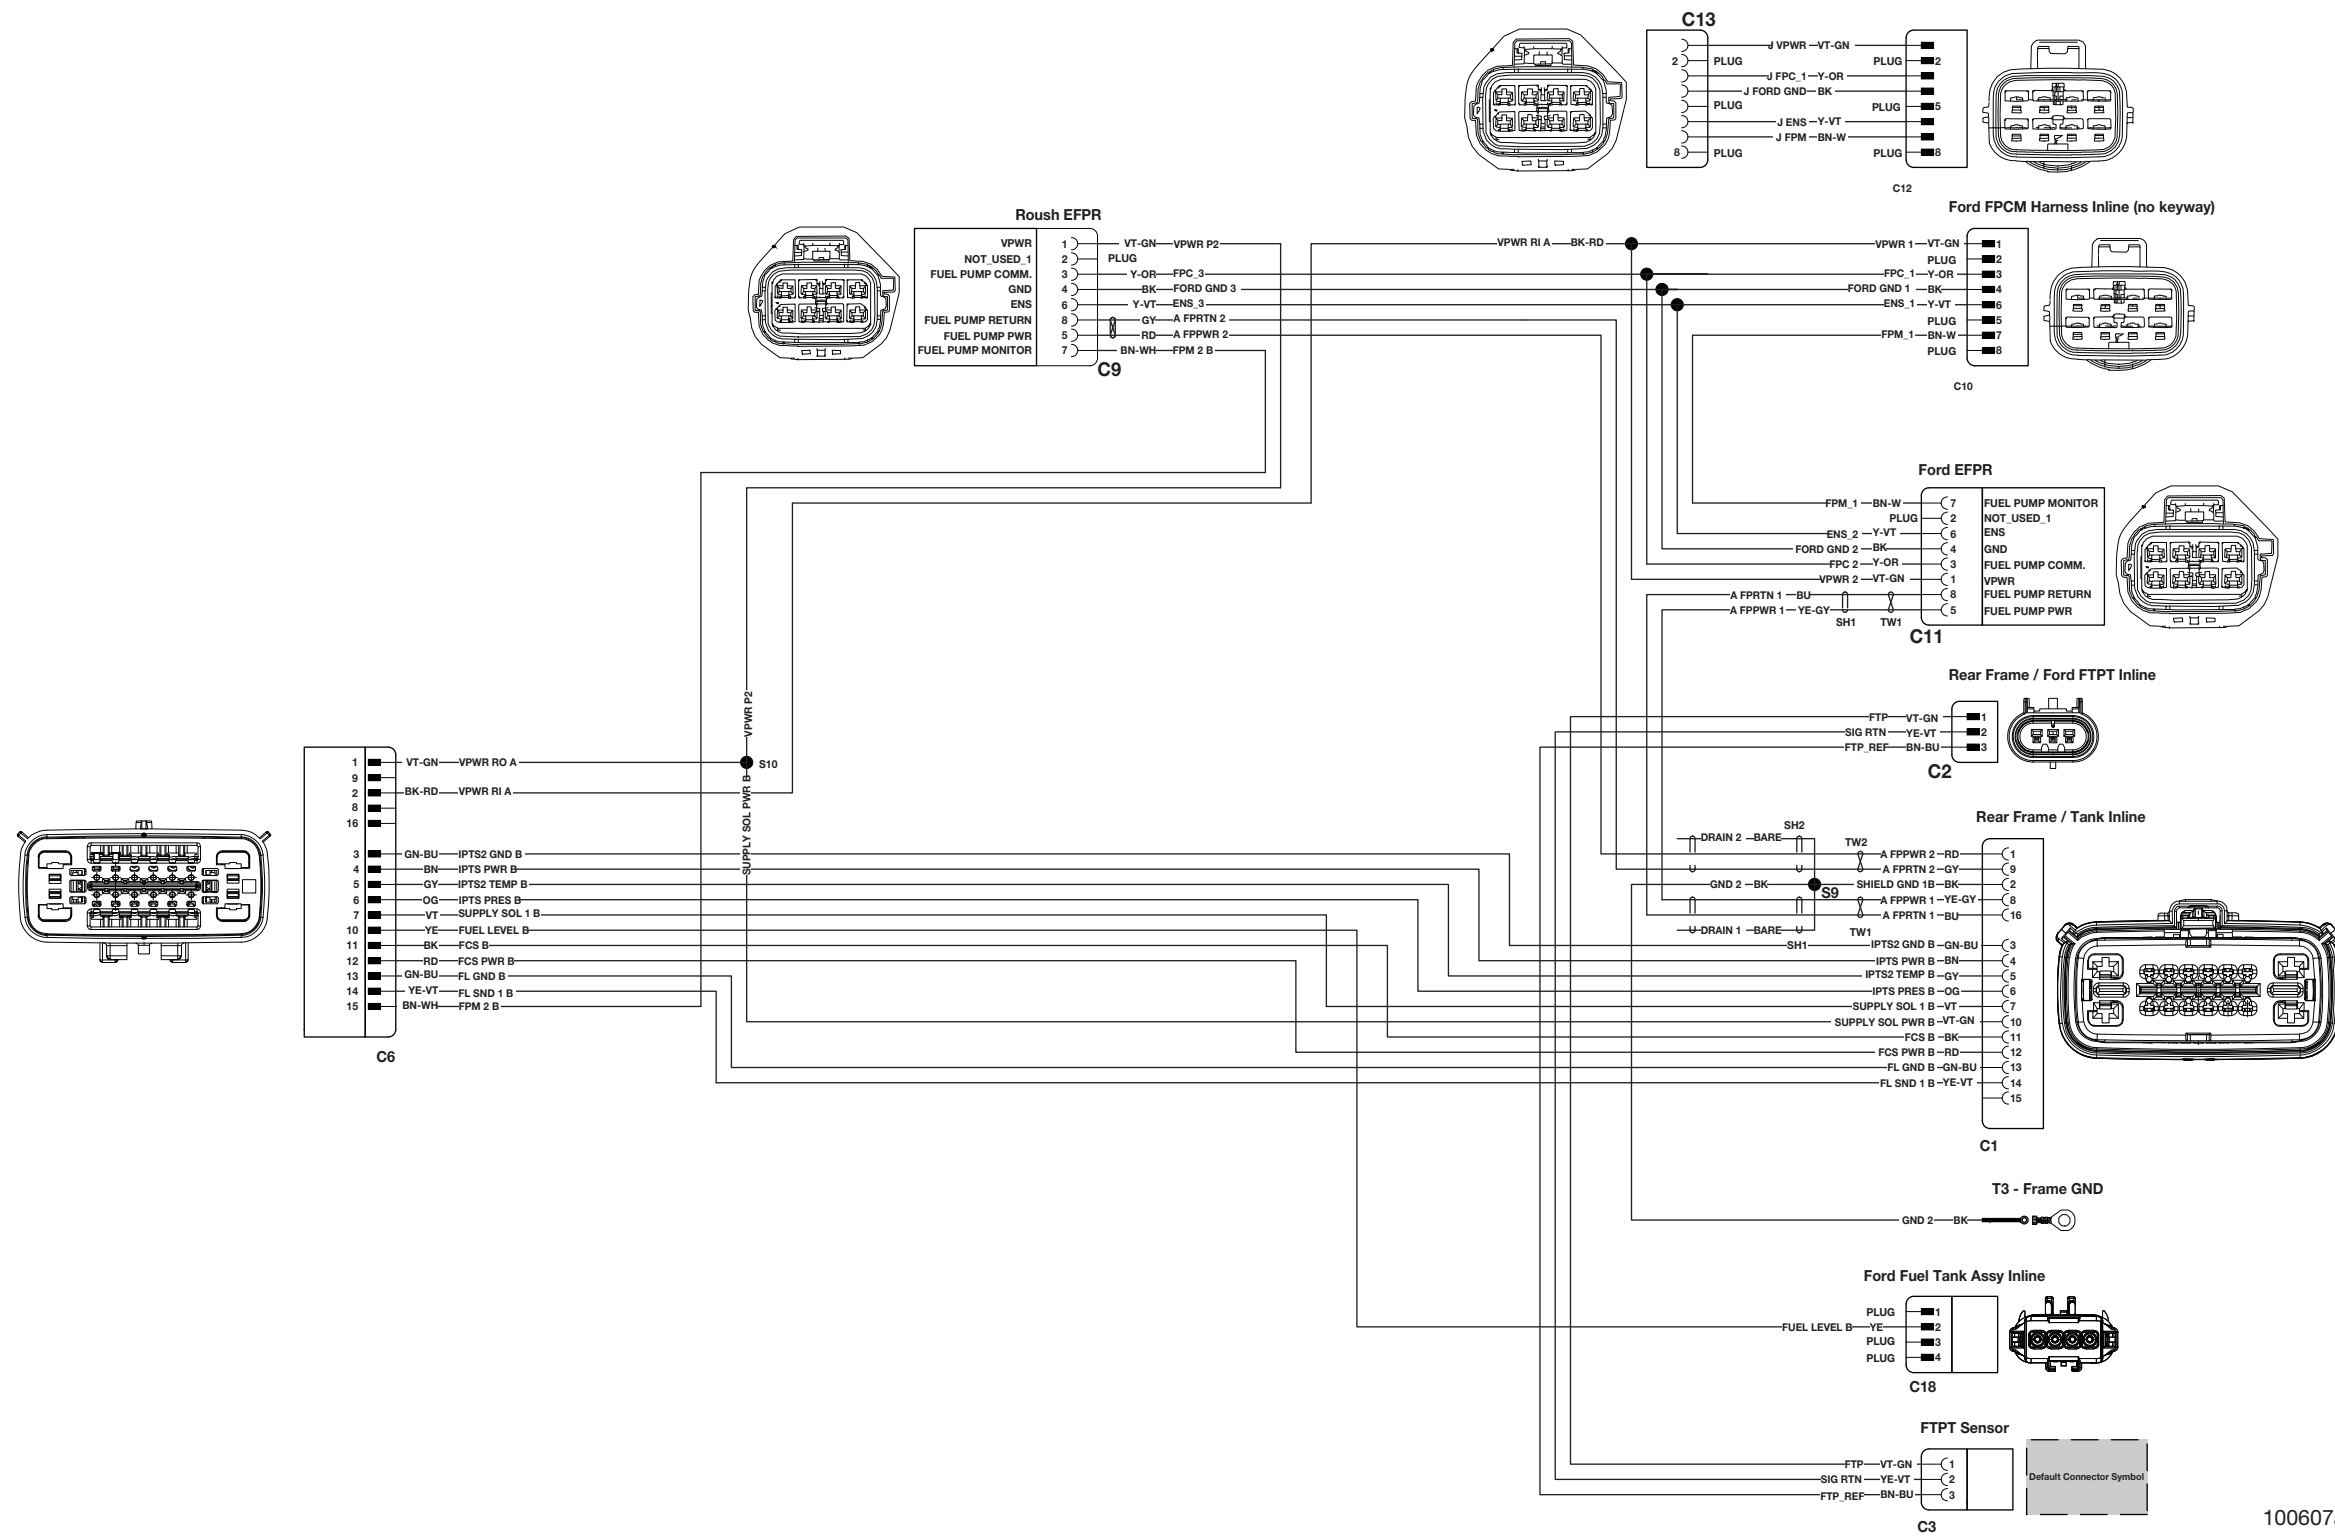 C13
J VPWR VT-GN
2 PLUG PLUG 2
J FPC_1 Y-OR
J FORD GND BK
PLUG PLUG 5
J ENS Y-VT
J FPM BN-W
8 PLUG PLUG 8
C12
Ford FPCM Harness Inline (no keyway)
VPWR RI A BK-RD VPWR 1 VT-GN 1
PLUG 2
FPC_1 Y-OR 3
FORD GND 1 BK 4
ENS_1 Y-VT 6
PLUG 5
FPM_1 BN-W 7
PLUG 8
C10
Roush EFPR
VPWR 1 VT-GN VPWR P2
NOT_USED_1 2 PLUG
FUEL PUMP COMM. 3 Y-OR FPC_3
GND 4 BK FORD GND 3
ENS 6 Y-VT ENS_3
FUEL PUMP RETURN 8 GY A FPRTN 2
FUEL PUMP PWR 5 RD A FPPWR 2
FUEL PUMP MONITOR 7 BN-WH FPM 2 B
C9
Ford EFPR
FPM_1 BN-W 7 FUEL PUMP MONITOR
PLUG 2 NOT_USED_1
ENS_2 Y-VT 6 ENS
FORD GND 2 BK 4 GND
FPC 2 Y-OR 3 FUEL PUMP COMM.
VPWR 2 VT-GN 1 VPWR
A FPRTN 1 BU 8 FUEL PUMP RETURN
A FPPWR 1 YE-GY 5 FUEL PUMP PWR
SH1 TW1
C11
Rear Frame / Ford FTPT Inline
FTP VT-GN 1
SIG RTN YE-VT 2
FTP_REF BN-BU 3
C2
VPWR P2
S10
SUPPLY SOL PWR B
1 VT-GN VPWR RO A
9
2 BK-RD VPWR RI A
8
16
3 GN-BU IPTS2 GND B
4 BN IPTS PWR B
5 GY IPTS2 TEMP B
6 OG IPTS PRES B
7 VT SUPPLY SOL 1 B
10 YE FUEL LEVEL B
11 BK FCS B
12 RD FCS PWR B
13 GN-BU FL GND B
14 YE-VT FL SND 1 B
15 BN-WH FPM 2 B
C6
Rear Frame / Tank Inline
SH2
DRAIN 2 BARE
TW2
A FPPWR 2 RD 1
A FPRTN 2 GY 9
GND 2 BK S9 SHIELD GND 1B BK 2
A FPPWR 1 YE-GY 8
A FPRTN 1 BU 16
DRAIN 1 BARE TW1
SH1 IPTS2 GND B GN-BU 3
IPTS PWR B BN 4
IPTS2 TEMP B GY 5
IPTS PRES B OG 6
SUPPLY SOL 1 B VT 7
SUPPLY SOL PWR B VT-GN 10
FCS B BK 11
FCS PWR B RD 12
FL GND B GN-BU 13
FL SND 1 B YE-VT 14
15
C1
T3 - Frame GND
GND 2 BK
Ford Fuel Tank Assy Inline
PLUG 1
FUEL LEVEL B YE 2
PLUG 3
PLUG 4
C18
FTPT Sensor
FTP VT-GN 1
SIG RTN YE-VT 2
FTP_REF BN-BU 3
C3
Default Connector Symbol